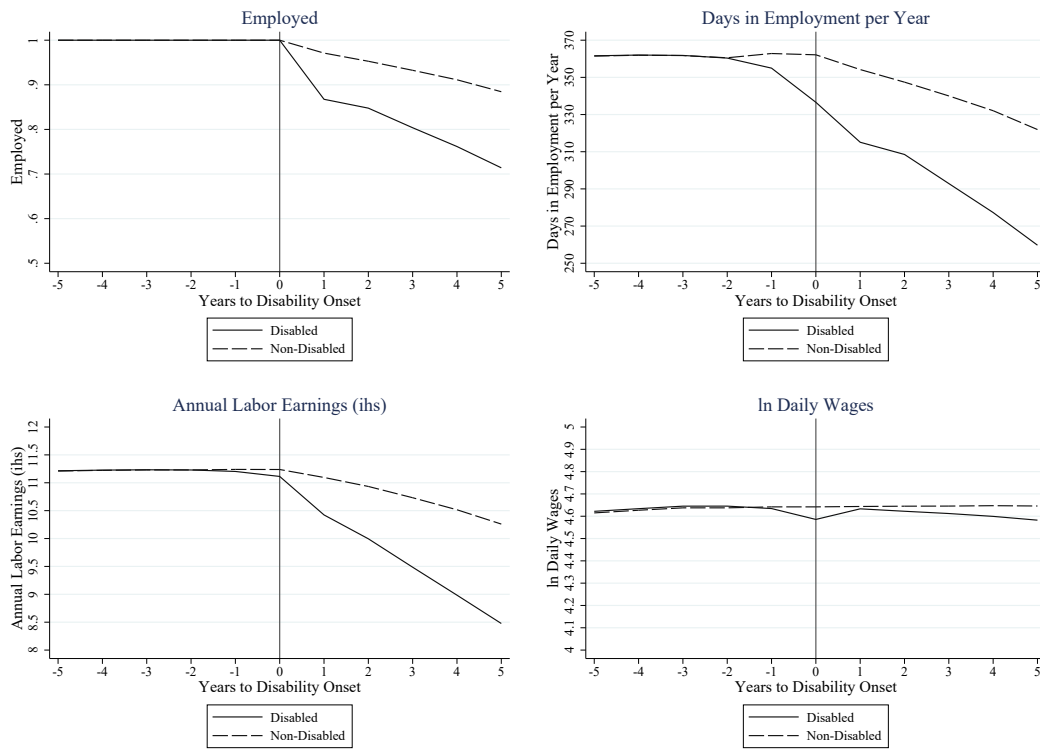 Employed
Employed
1
.9
.8
.7
.6
.5
-5 -4 -3 -2 -1 0 1 2 3 4 5
Years to Disability Onset
Disabled
Non-Disabled
Days in Employment per Year
Days in Employment per Year
370
350
330
310
290
270
250
-5 -4 -3 -2 -1 0 1 2 3 4 5
Years to Disability Onset
Disabled
Non-Disabled
Annual Labor Earnings (ihs)
Annual Labor Earnings (ihs)
12
11.5
11
10.5
10
9.5
9
8.5
8
-5 -4 -3 -2 -1 0 1 2 3 4 5
Years to Disability Onset
Disabled
Non-Disabled
ln Daily Wages
ln Daily Wages
5
4.9
4.8
4.7
4.6
4.5
4.4
4.3
4.2
4.1
4
-5 -4 -3 -2 -1 0 1 2 3 4 5
Years to Disability Onset
Disabled
Non-Disabled